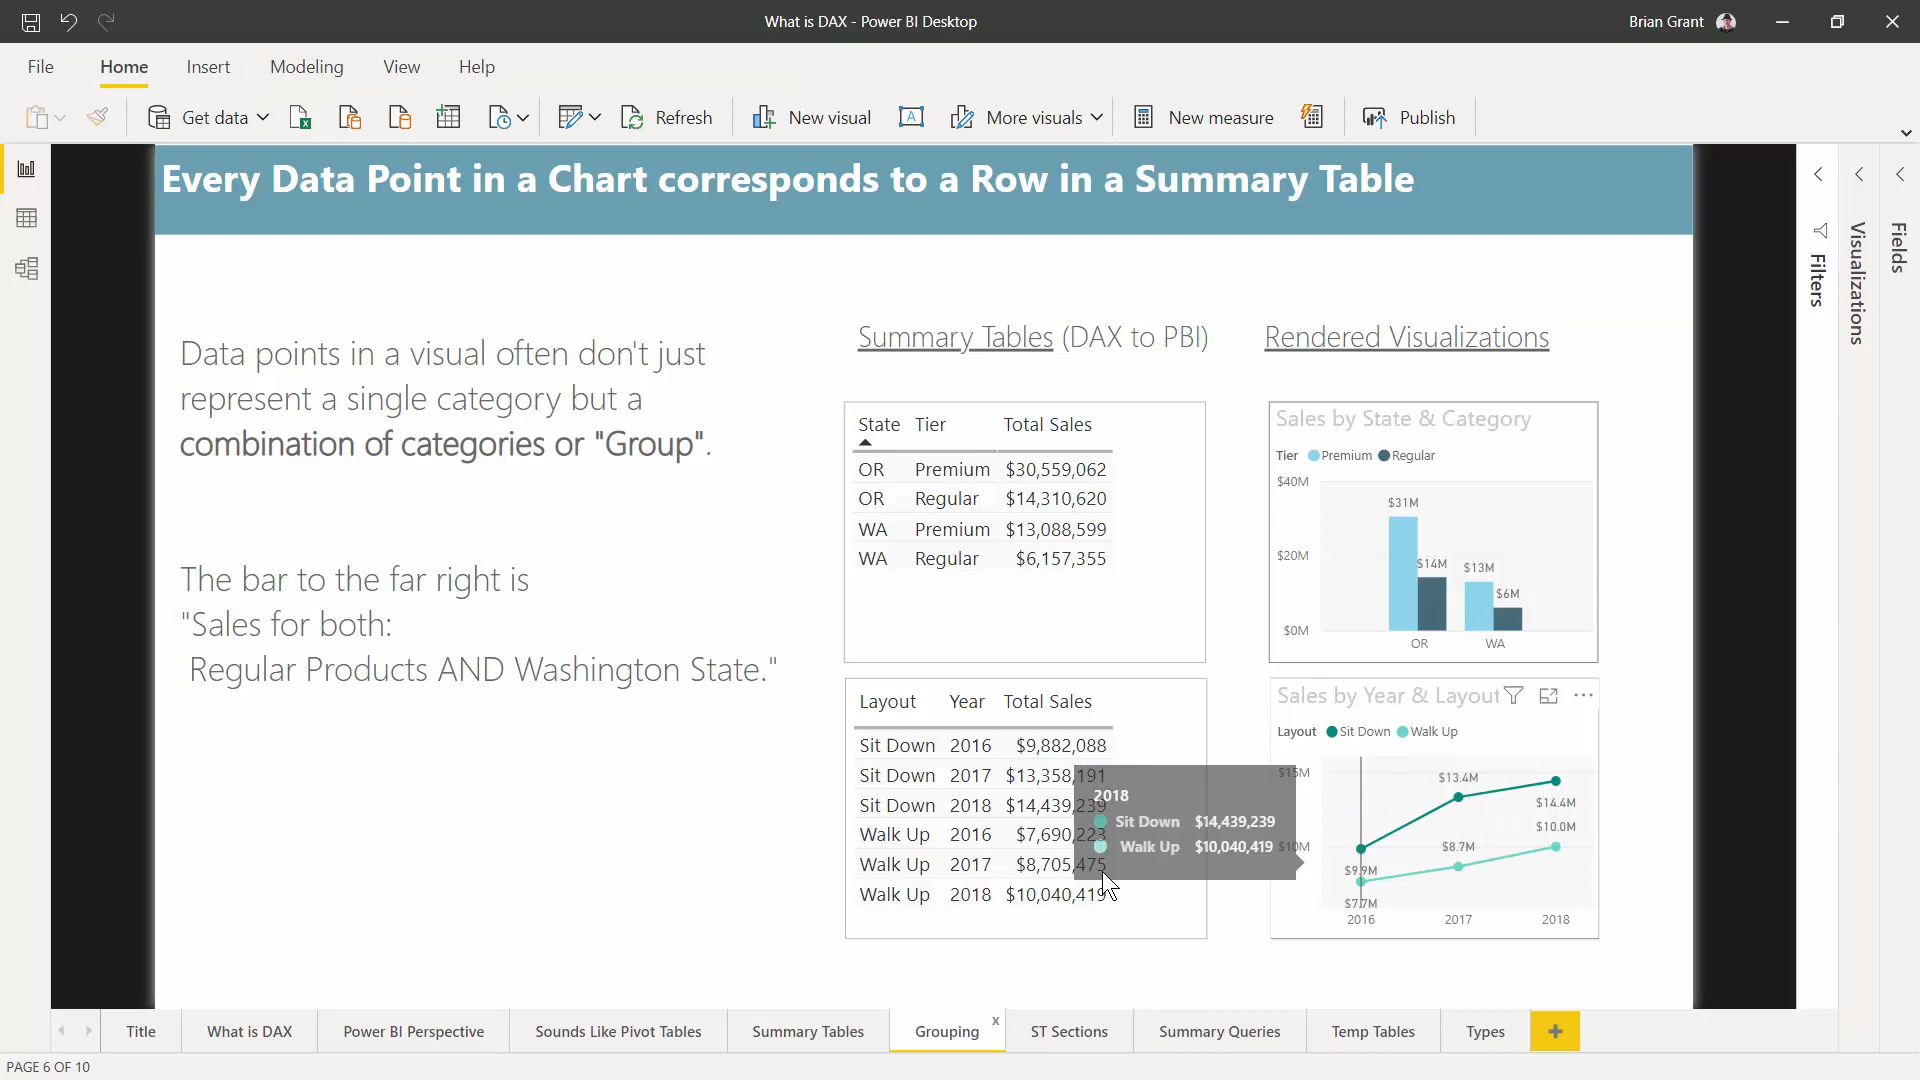 What is DAX - Power BI Desktop
Brian Grant
File Home Insert Modeling View Help
Get data Refresh New visual A More visuals New measure Publish
Every Data Point in a Chart corresponds to a Row in a Summary Table
Data points in a visual often don't just
represent a single category but a
combination of categories or "Group".
The bar to the far right is
"Sales for both:
Regular Products AND Washington State."
Summary Tables (DAX to PBI)
State Tier Total Sales
OR Premium $30,559,062
OR Regular $14,310,620
WA Premium $13,088,599
WA Regular $6,157,355
Layout Year Total Sales
Sit Down 2016 $9,882,088
Sit Down 2017 $13,358,191
Sit Down 2018 $14,439,239
Walk Up 2016 $7,690,223
Walk Up 2017 $8,705,475
Walk Up 2018 $10,040,419
2018
Sit Down $14,439,239
Walk Up $10,040,419
Rendered Visualizations
Sales by State & Category
Tier Premium Regular
$40M
$31M
$20M
$14M $13M
$6M
$0M
OR WA
Sales by Year & Layout
Layout Sit Down Walk Up
$15M
$13.4M
$14.4M
$10.0M
$10M
$8.7M
$9.9M
$7.7M
2016 2017 2018
Filters
Visualizations
Fields
Title What is DAX Power BI Perspective Sounds Like Pivot Tables Summary Tables Grouping x ST Sections Summary Queries Temp Tables Types +
PAGE 6 OF 10